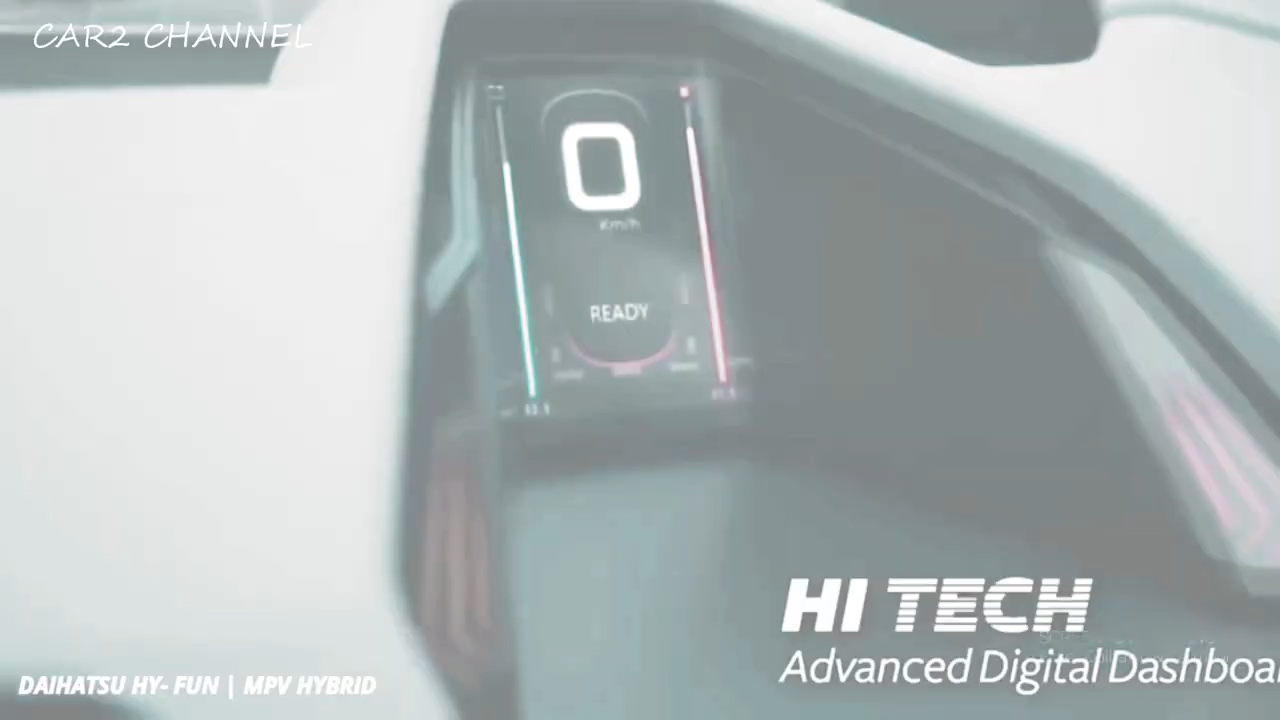 CAR2 CHANNEL
0
Km/h
READY
HI TECH
Advanced Digital Dashboar
DAIHATSU HY- FUN | MPV HYBRID